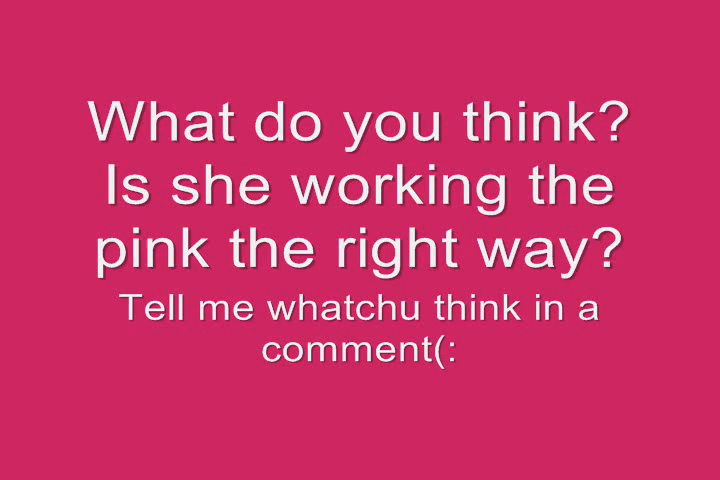 What do you think?
Is she working the
pink the right way?
Tell me whatchu think in a
comment(: